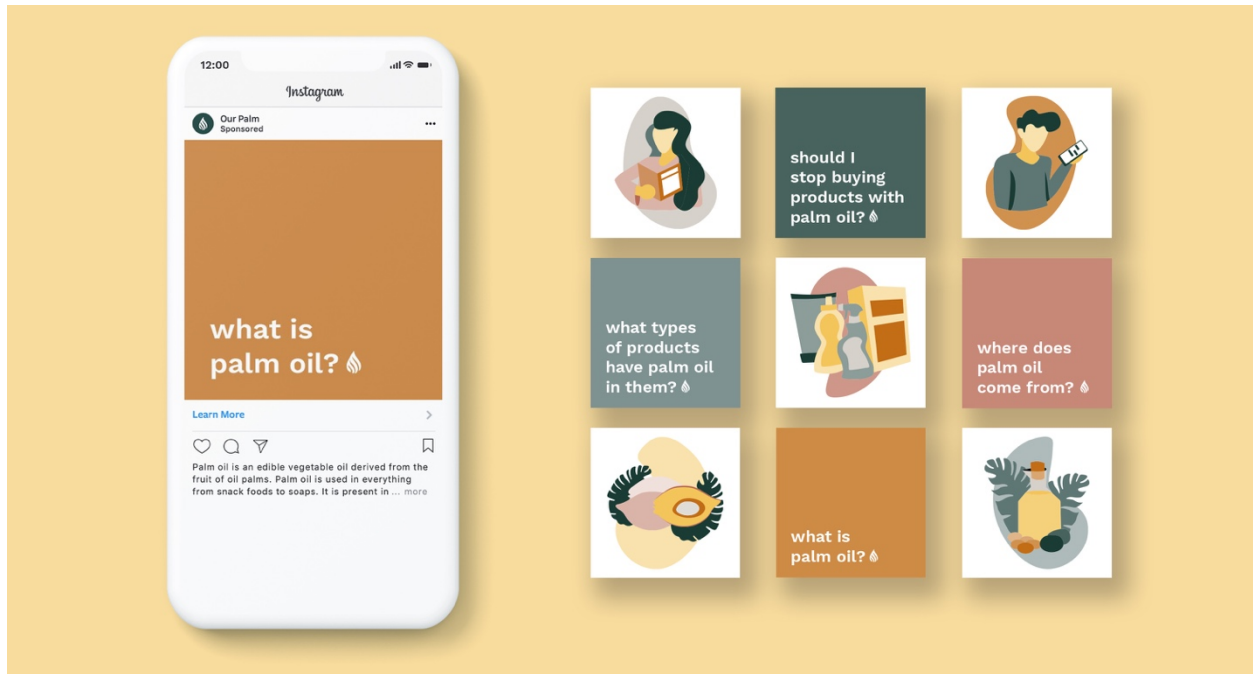 12:00
Instagram
Our Palm
Sponsored
what is
palm oil?
Learn More
Palm oil is an edible vegetable oil derived from the
fruit of oil palms. Palm oil is used in everything
from snack foods to soaps. It is present in ... more
should I
stop buying
products with
palm oil?
what types
of products
have palm oil
in them?
where does
palm oil
come from?
what is
palm oil?